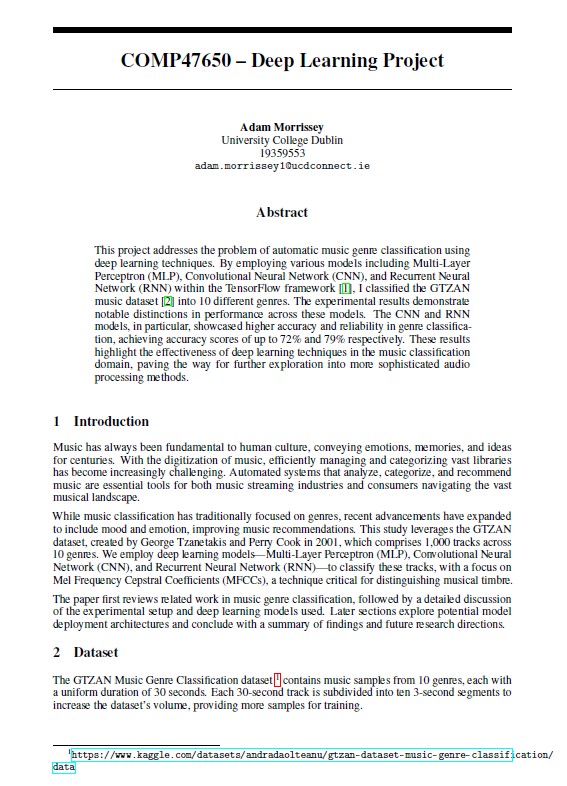 COMP47650 – Deep Learning Project
Adam Morrissey
University College Dublin
19359553
adam.morrissey1@ucdconnect.ie
Abstract
This project addresses the problem of automatic music genre classification using
deep learning techniques. By employing various models including Multi-Layer
Perceptron (MLP), Convolutional Neural Network (CNN), and Recurrent Neural
Network (RNN) within the TensorFlow framework [1], I classified the GTZAN
music dataset [2] into 10 different genres. The experimental results demonstrate
notable distinctions in performance across these models. The CNN and RNN
models, in particular, showcased higher accuracy and reliability in genre classifica-
tion, achieving accuracy scores of up to 72% and 79% respectively. These results
highlight the effectiveness of deep learning techniques in the music classification
domain, paving the way for further exploration into more sophisticated audio
processing methods.
1 Introduction
Music has always been fundamental to human culture, conveying emotions, memories, and ideas
for centuries. With the digitization of music, efficiently managing and categorizing vast libraries
has become increasingly challenging. Automated systems that analyze, categorize, and recommend
music are essential tools for both music streaming industries and consumers navigating the vast
musical landscape.
While music classification has traditionally focused on genres, recent advancements have expanded
to include mood and emotion, improving music recommendations. This study leverages the GTZAN
dataset, created by George Tzanetakis and Perry Cook in 2001, which comprises 1,000 tracks across
10 genres. We employ deep learning models—Multi-Layer Perceptron (MLP), Convolutional Neural
Network (CNN), and Recurrent Neural Network (RNN)—to classify these tracks, with a focus on
Mel Frequency Cepstral Coefficients (MFCCs), a technique critical for distinguishing musical timbre.
The paper first reviews related work in music genre classification, followed by a detailed discussion
of the experimental setup and deep learning models used. Later sections explore potential model
deployment architectures and conclude with a summary of findings and future research directions.
2 Dataset
The GTZAN Music Genre Classification dataset 1 contains music samples from 10 genres, each with
a uniform duration of 30 seconds. Each 30-second track is subdivided into ten 3-second segments to
increase the dataset's volume, providing more samples for training.
1https://www.kaggle.com/datasets/andradaolteanu/gtzan-dataset-music-genre-classification/
data